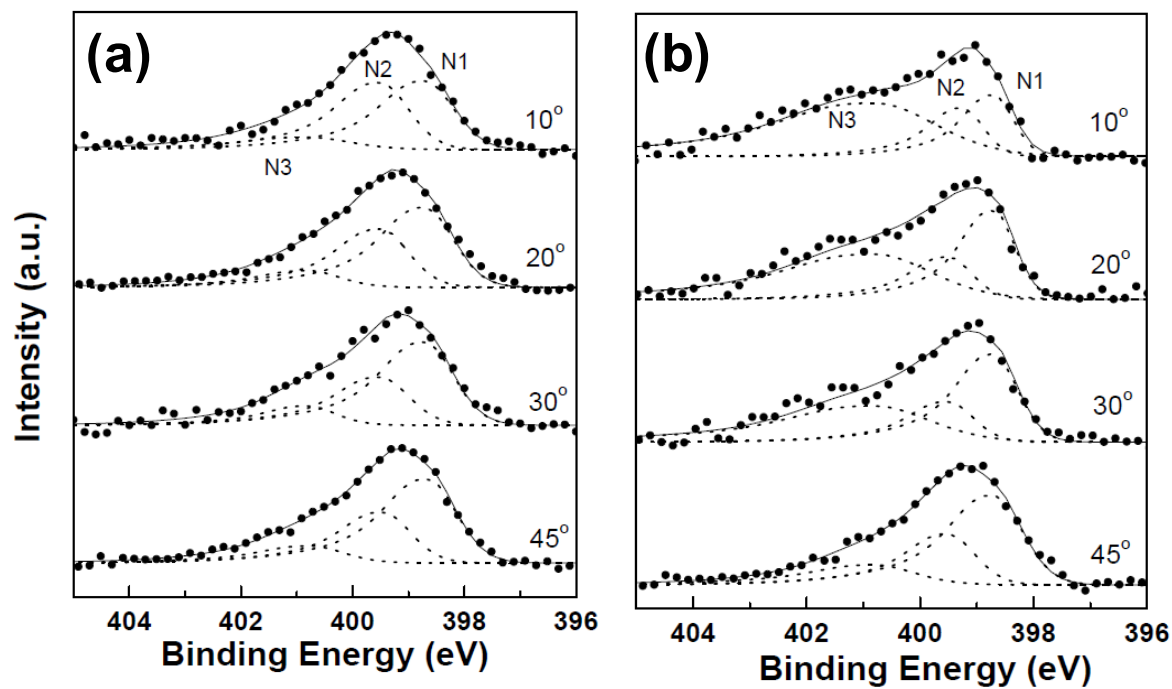 (a)
N2
N1
10°
N3
20°
30°
45°
404 402 400 398 396
Binding Energy (eV)
Intensity (a.u.)
(b)
N2
N1
N3
10°
20°
30°
45°
404 402 400 398 396
Binding Energy (eV)